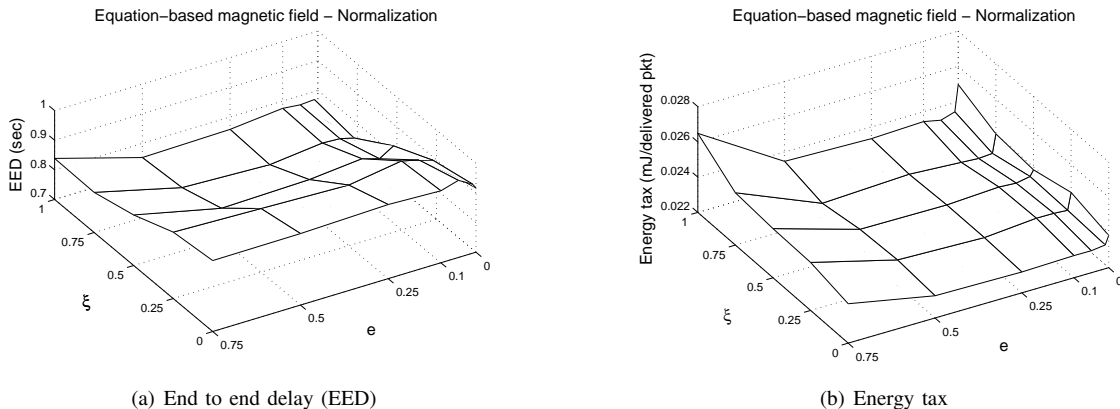 Equation−based magnetic field − Normalization
1
0.9
0.8
0.7
EED (sec)
1
0.75
0.5
0.25
0
ξ
0.75
0.5
0.25
0.1
0
e
(a) End to end delay (EED)
Equation−based magnetic field − Normalization
0.028
0.026
0.024
0.022
Energy tax (mJ/delivered pkt)
1
0.75
0.5
0.25
0
ξ
0.75
0.5
0.25
0.1
0
e
(b) Energy tax